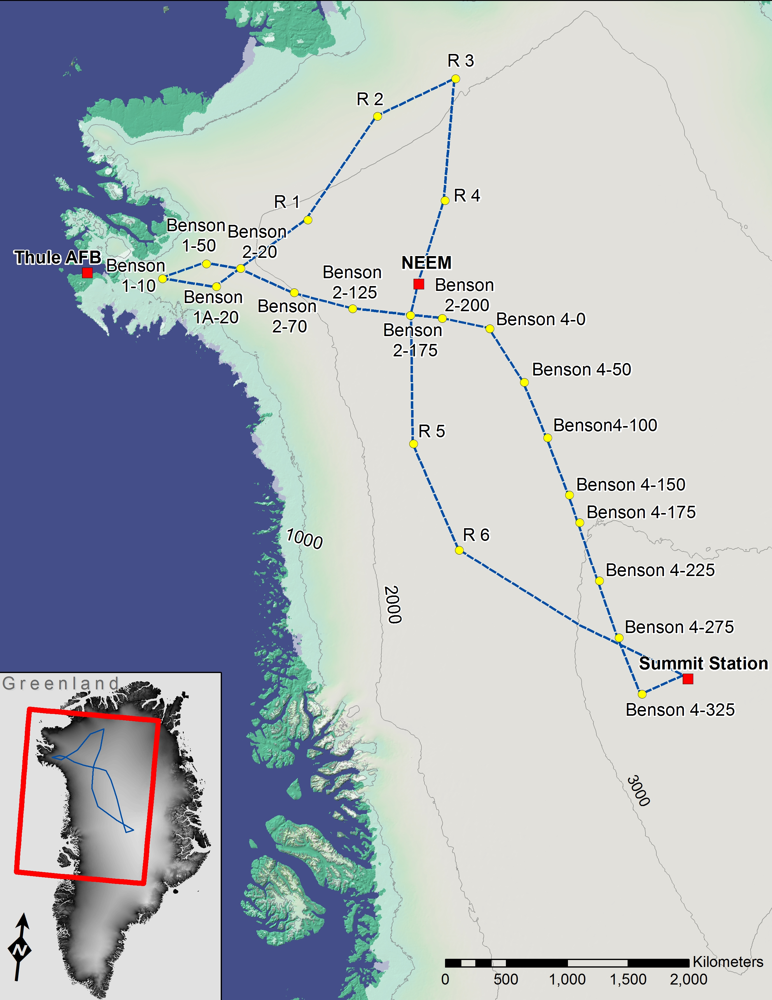 R 3
R 2
R 4
R 1
Benson
1-50
Benson
2-20
Thule AFB
Benson
1-10
NEEM
Benson
2-125
Benson
2-200
Benson
1A-20
Benson
2-70
Benson 4-0
Benson
2-175
Benson 4-50
Benson4-100
R 5
Benson 4-150
Benson 4-175
R 6
1000
Benson 4-225
2000
Benson 4-275
Summit Station
Benson 4-325
Greenland
3000
N
Kilometers
0 500 1,000 1,500 2,000